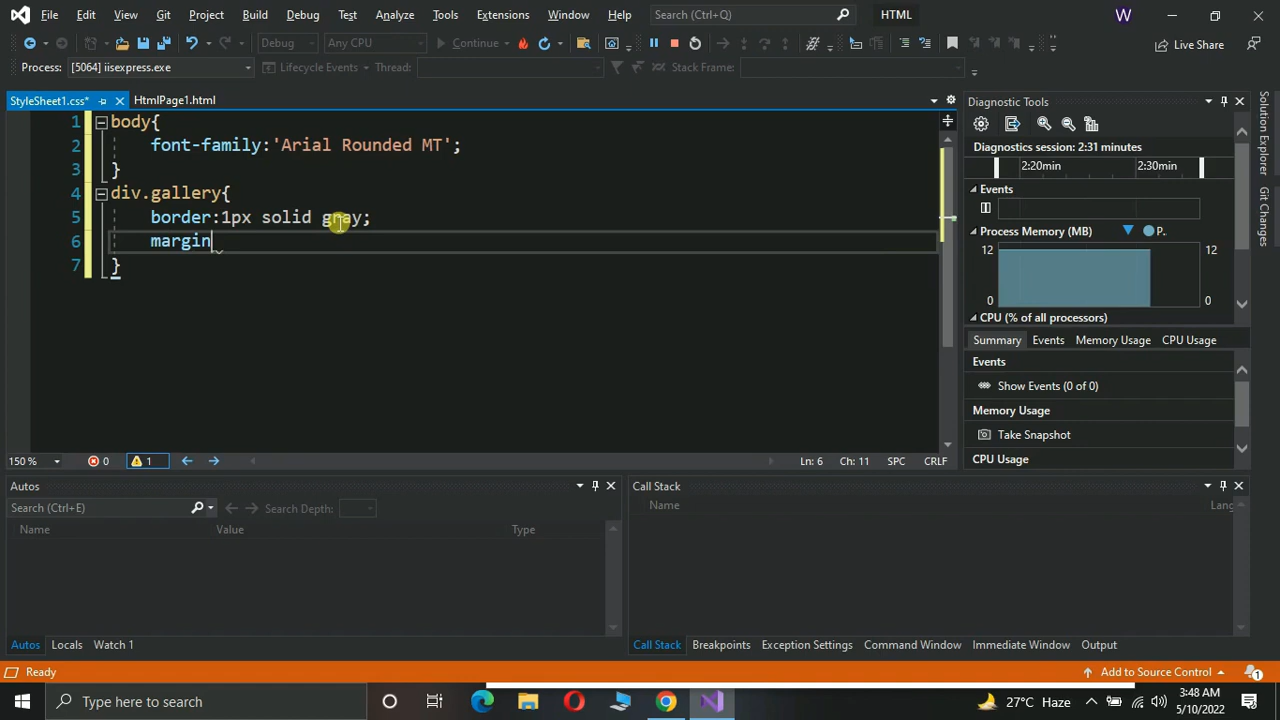 File Edit View Git Project Build Debug Test Analyze Tools Extensions Window Help Search (Ctrl+Q) HTML W
Debug Any CPU Continue Live Share
Process: [5064] iisexpress.exe Lifecycle Events Thread: Stack Frame:
StyleSheet1.css* HtmlPage1.html
1 body{
2 font-family:'Arial Rounded MT';
3 }
4 div.gallery{
5 border:1px solid gray;
6 margin
7 }
150 % 0 1 Ln: 6 Ch: 11 SPC CRLF
Diagnostic Tools
Diagnostics session: 2:31 minutes
2:20min 2:30min
Events
Process Memory (MB) P..
12 12
0 0
CPU (% of all processors)
Summary Events Memory Usage CPU Usage
Events
Show Events (0 of 0)
Memory Usage
Take Snapshot
CPU Usage
Solution Explorer
Git Changes
Autos
Search (Ctrl+E) Search Depth:
Name Value Type
Autos Locals Watch 1
Call Stack
Name Lang
Call Stack Breakpoints Exception Settings Command Window Immediate Window Output
Ready Add to Source Control 1
Type here to search 27°C Haze 3:48 AM
5/10/2022